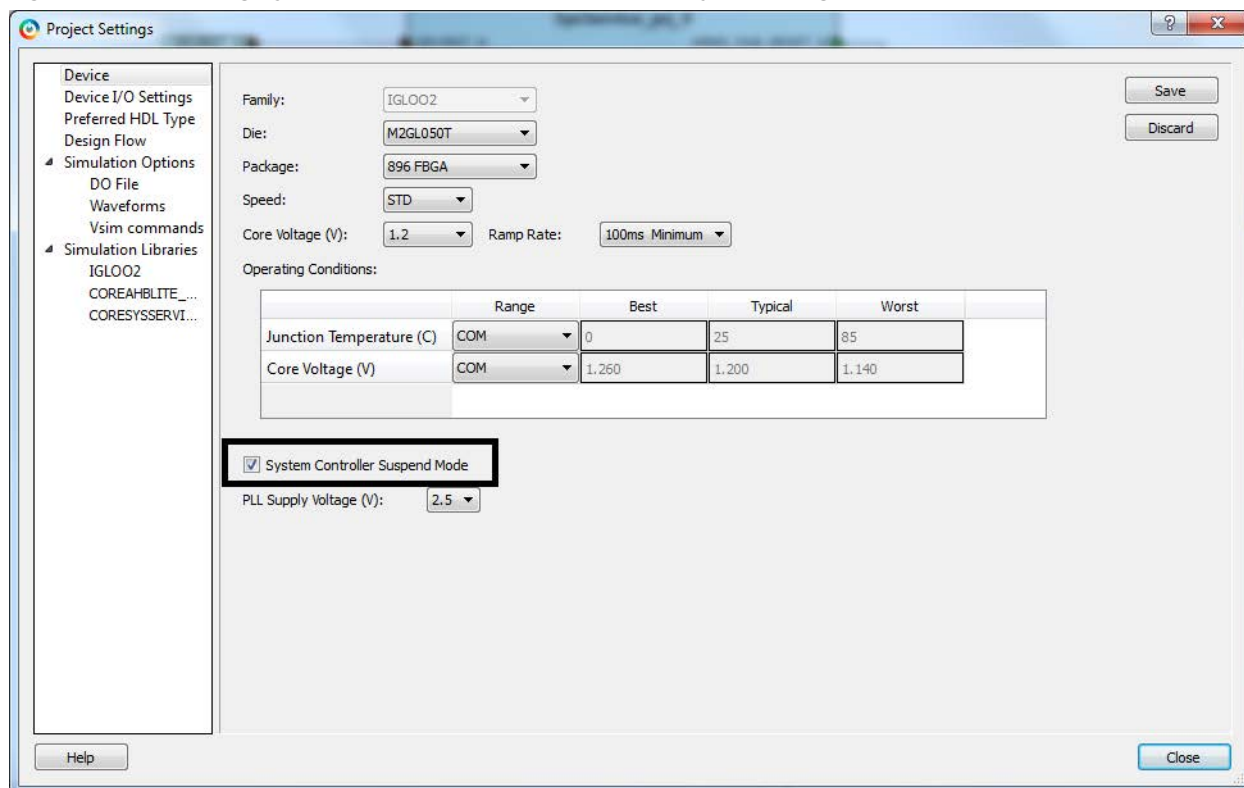 Project Settings
Device
Device I/O Settings
Preferred HDL Type
Design Flow
Simulation Options
DO File
Waveforms
Vsim commands
Simulation Libraries
IGLOO2
COREAHBLITE_...
CORESYSSERVI...
Family: IGLOO2
Die: M2GL050T
Package: 896 FBGA
Speed: STD
Core Voltage (V): 1.2 Ramp Rate: 100ms Minimum
Operating Conditions:
Range Best Typical Worst
Junction Temperature (C) COM 0 25 85
Core Voltage (V) COM 1.260 1.200 1.140
System Controller Suspend Mode
PLL Supply Voltage (V): 2.5
Save
Discard
Help
Close